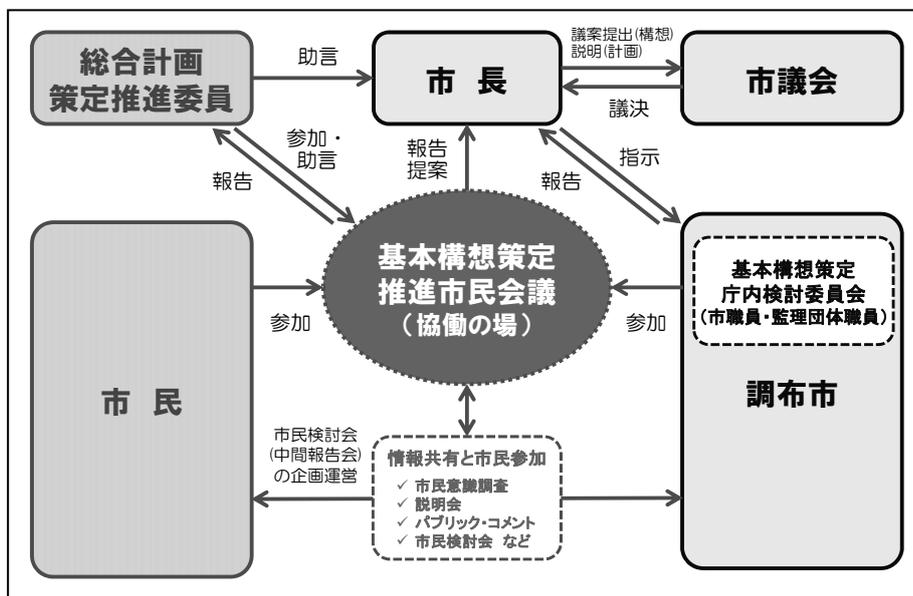 総合計画
策定推進委員
助言
市 長
議案提出(構想)
説明(計画)
議決
市議会
参加・
助言
報告
報告
提案
指示
報告
基本構想策定
推進市民会議
(協働の場)
参加
参加
基本構想策定
庁内検討委員会
(市職員・監理団体職員)
市 民
調布市
市民検討会
(中間報告会)
の企画運営
情報共有と市民参加
✓ 市民意識調査
✓ 説明会
✓ パブリック・コメント
✓ 市民検討会 など